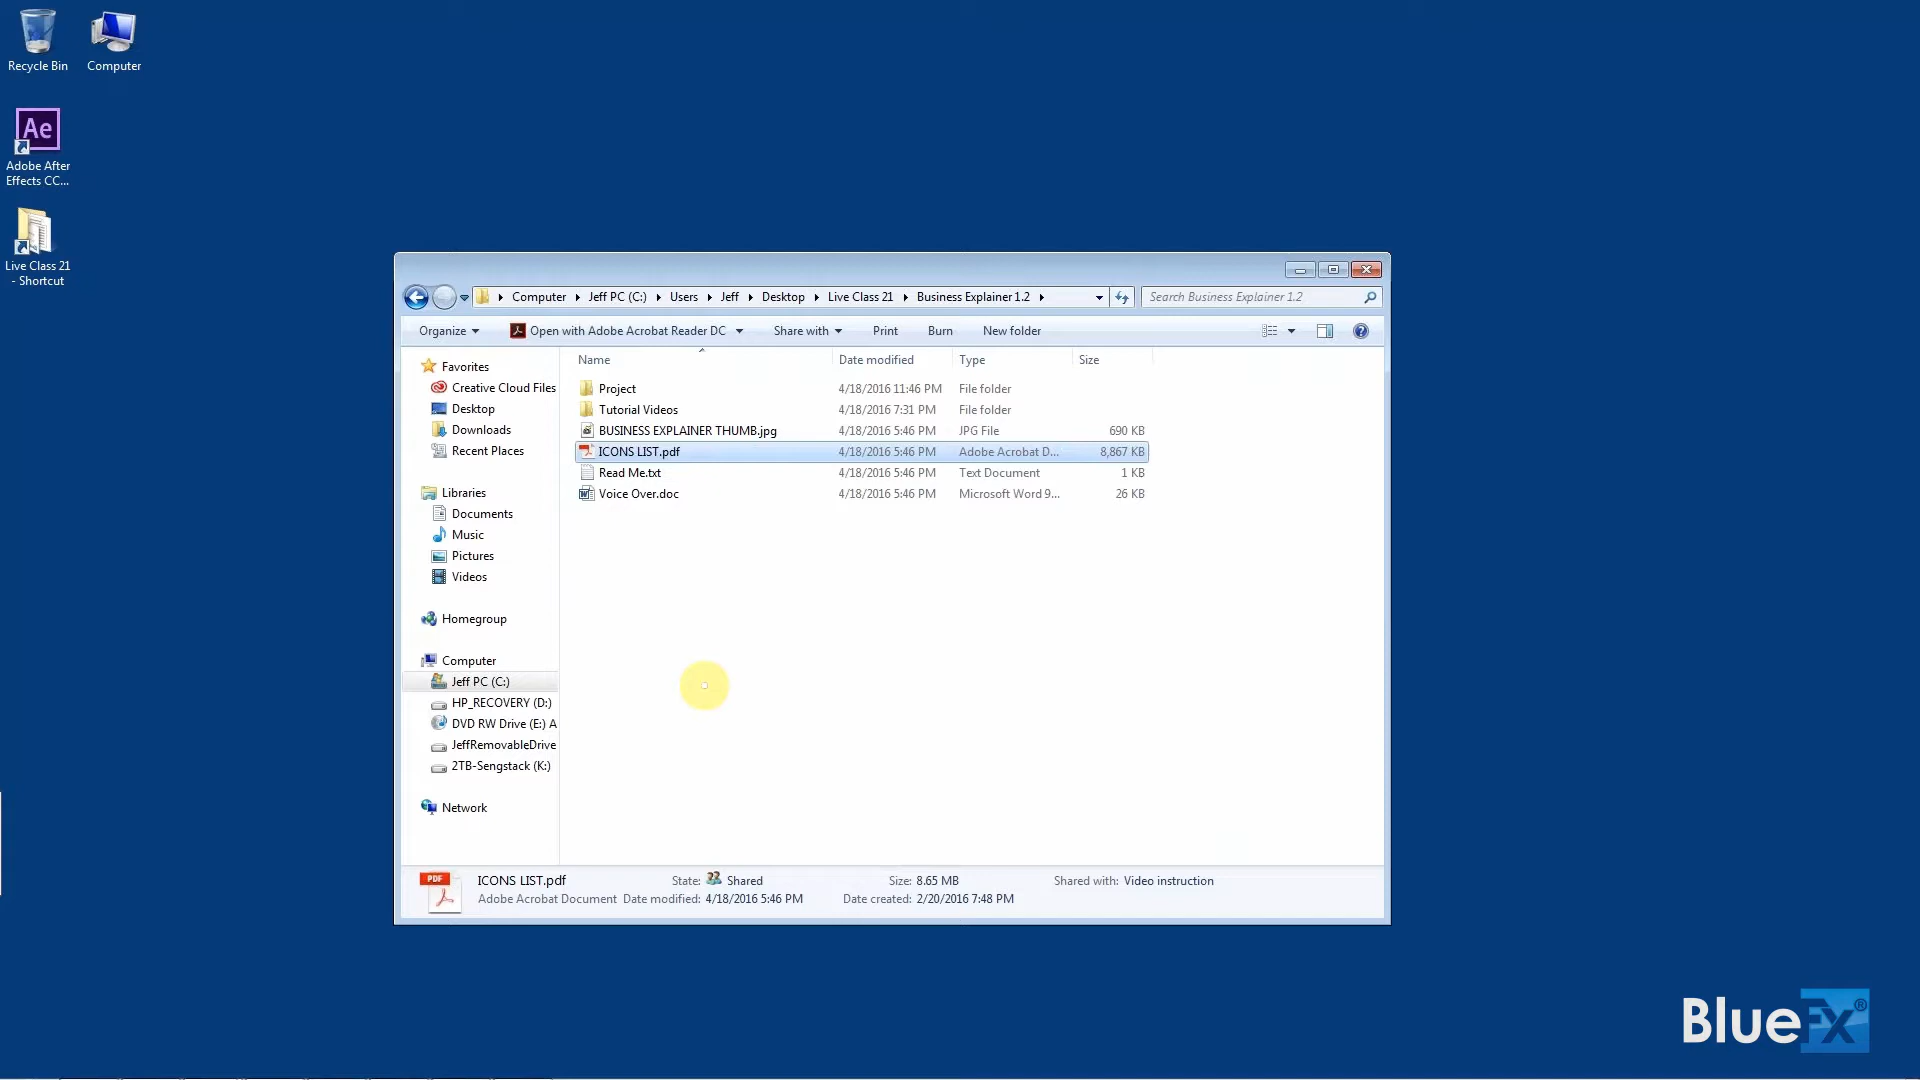 Recycle Bin
Computer
Ae
Adobe After
Effects CC...
Live Class 21
- Shortcut
Computer Jeff PC (C:) Users Jeff Desktop Live Class 21 Business Explainer 1.2
Search Business Explainer 1.2
Organize Open with Adobe Acrobat Reader DC Share with Print Burn New folder
Name Date modified Type Size
Project 4/18/2016 11:46 PM File folder
Tutorial Videos 4/18/2016 7:31 PM File folder
BUSINESS EXPLAINER THUMB.jpg 4/18/2016 5:46 PM JPG File 690 KB
ICONS LIST.pdf 4/18/2016 5:46 PM Adobe Acrobat D... 8,867 KB
Read Me.txt 4/18/2016 5:46 PM Text Document 1 KB
Voice Over.doc 4/18/2016 5:46 PM Microsoft Word 9... 26 KB
Favorites
Creative Cloud Files
Desktop
Downloads
Recent Places
Libraries
Documents
Music
Pictures
Videos
Homegroup
Computer
Jeff PC (C:)
HP_RECOVERY (D:)
DVD RW Drive (E:) A
JeffRemovableDrive
2TB-Sengstack (K:)
Network
PDF
ICONS LIST.pdf State: Shared Size: 8.65 MB Shared with: Video instruction
Adobe Acrobat Document Date modified: 4/18/2016 5:46 PM Date created: 2/20/2016 7:48 PM
BlueFX®